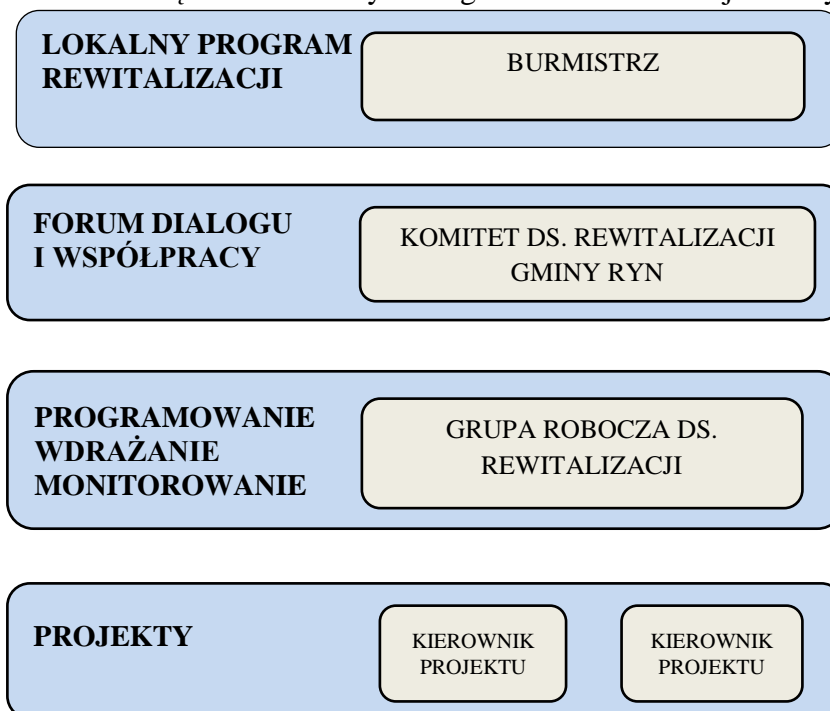 LOKALNY PROGRAM
REWITALIZACJI
BURMISTRZ
FORUM DIALOGU
I WSPÓŁPRACY
KOMITET DS. REWITALIZACJI
GMINY RYN
PROGRAMOWANIE
WDRAŻANIE
MONITOROWANIE
GRUPA ROBOCZA DS.
REWITALIZACJI
PROJEKTY
KIEROWNIK
PROJEKTU
KIEROWNIK
PROJEKTU